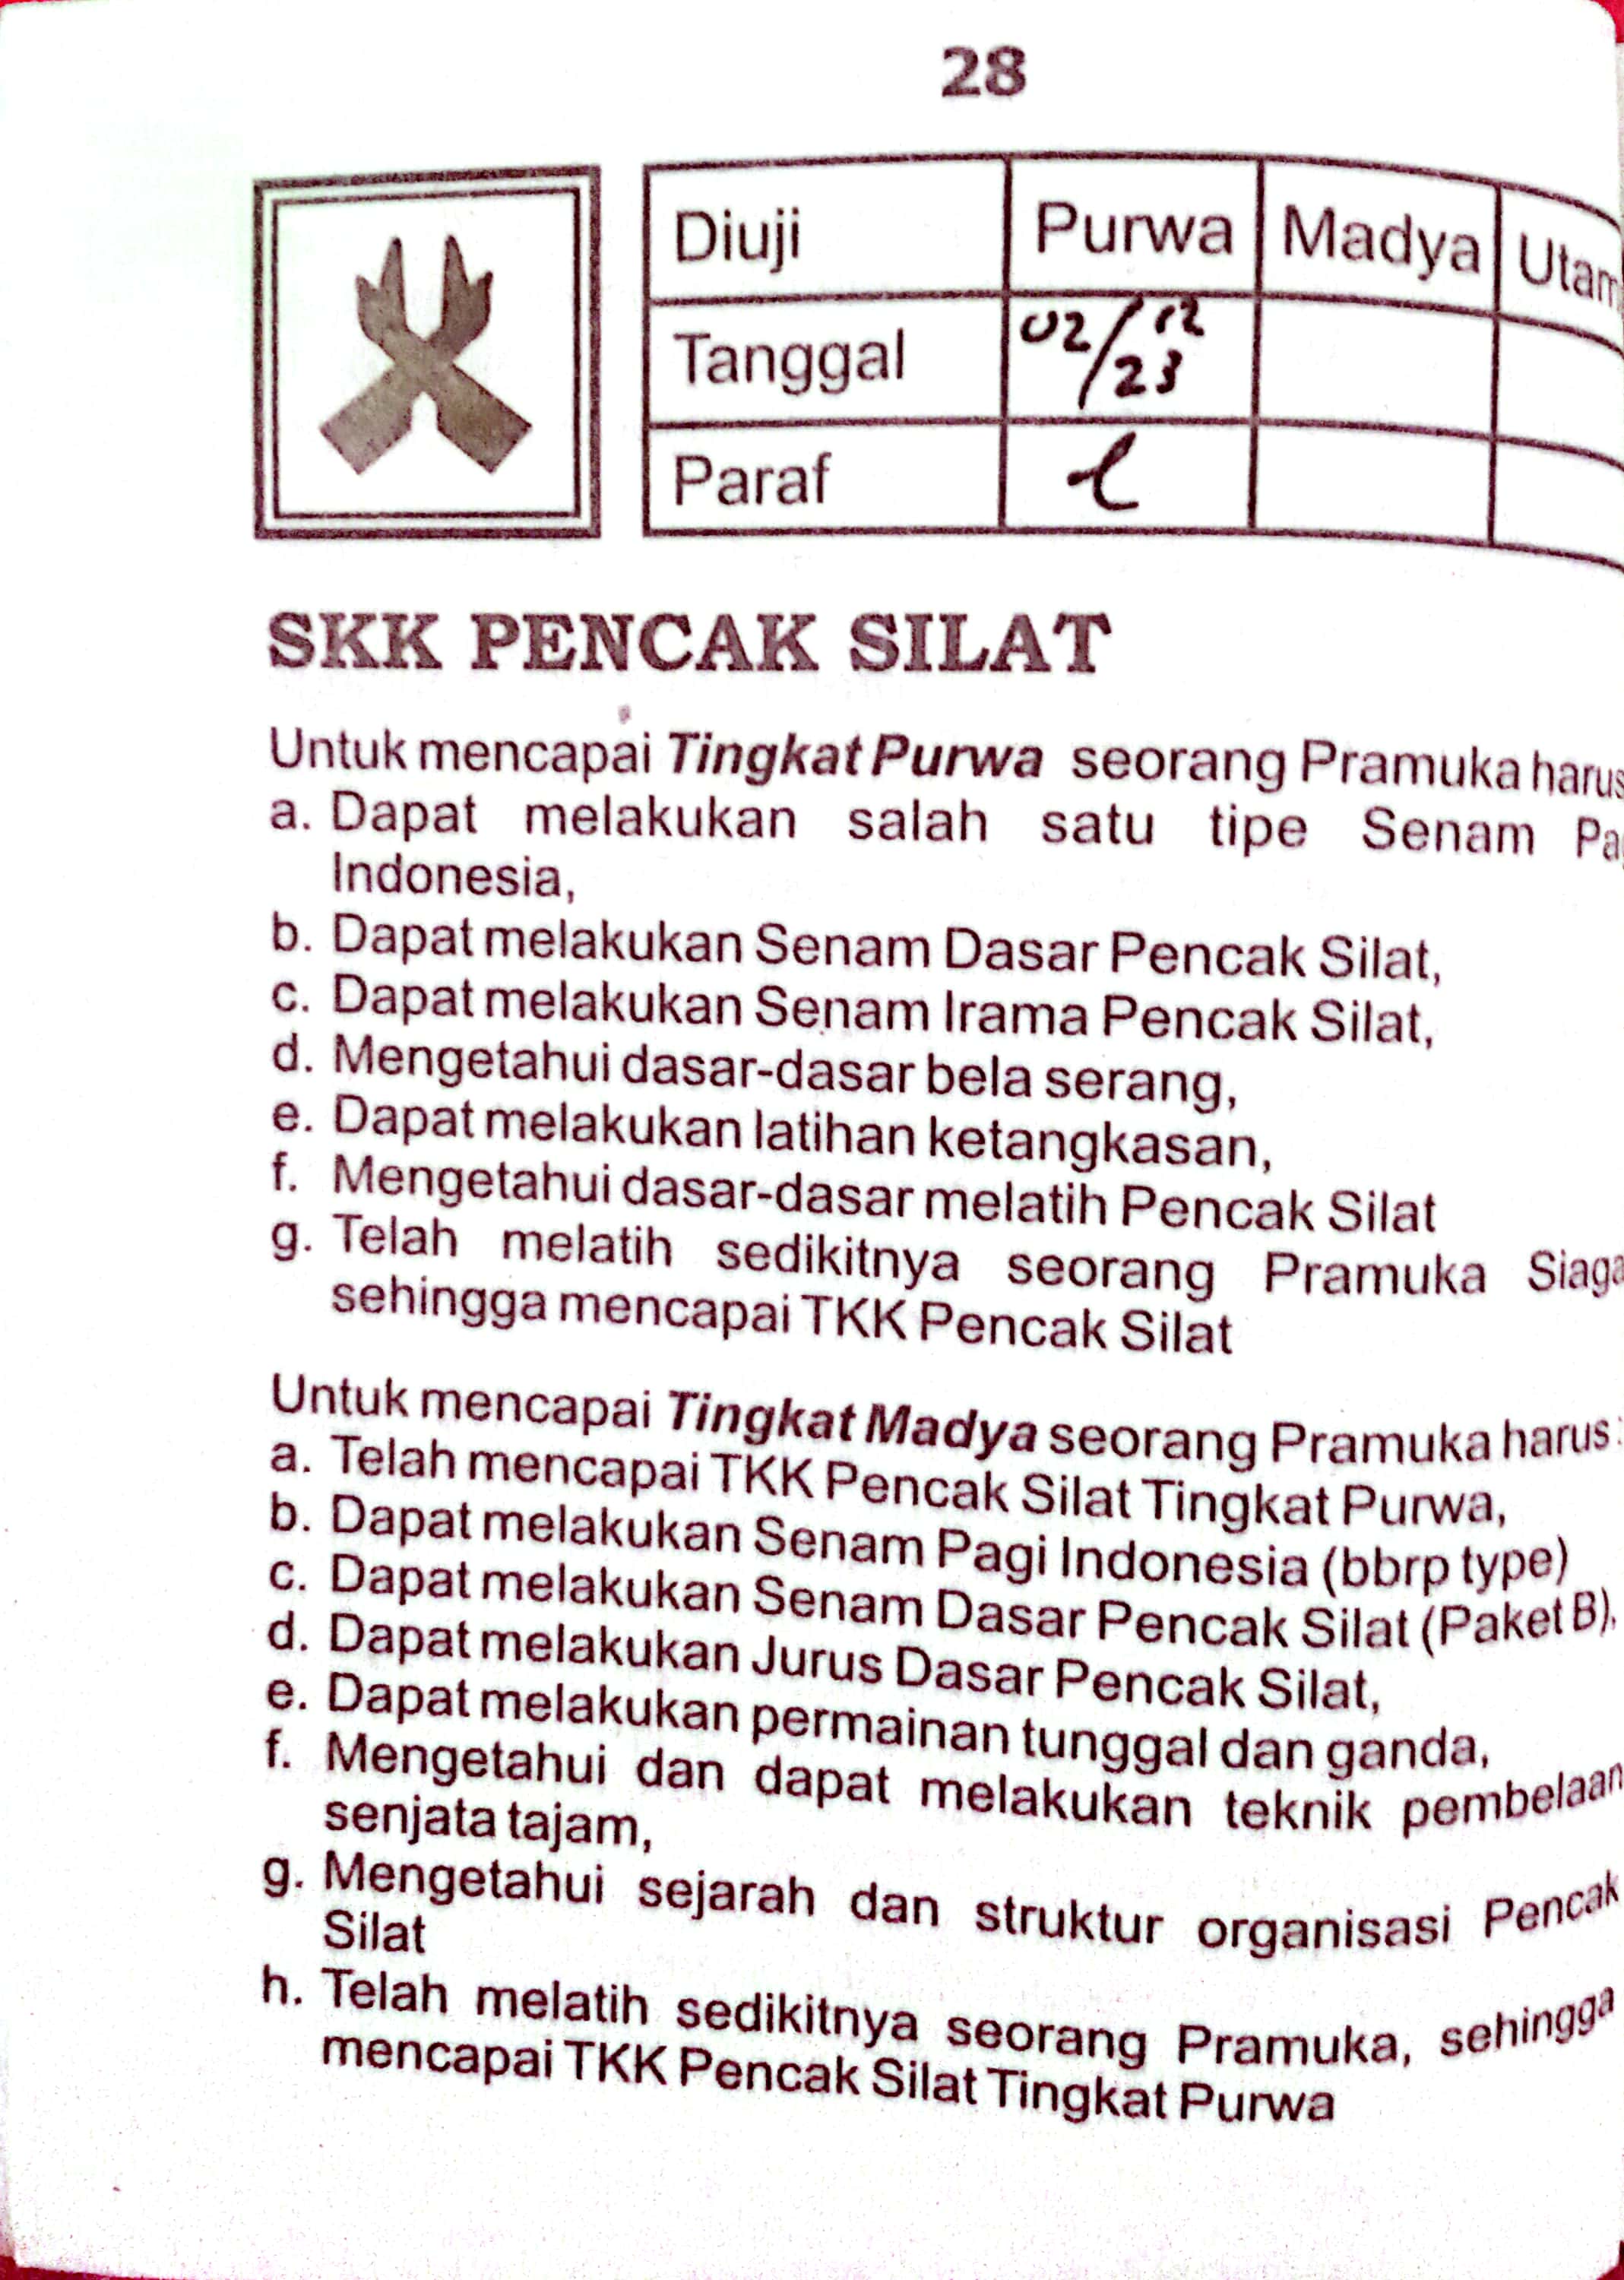 28
Diuji Purwa Madya
Tanggal 02/12 23
Paraf
SKK PENCAK SILAT
Untuk mencapai Tingkat Purwa seorang Pramuka harus
a. Dapat melakukan salah satu tipe Senam
Indonesia,
b. Dapat melakukan Senam Dasar Pencak Silat,
c. Dapat melakukan Senam Irama Pencak Silat,
d. Mengetahui dasar-dasar bela serang,
e. Dapat melakukan latihan ketangkasan,
f. Mengetahui dasar-dasar melatih Pencak Silat
g. Telah melatih sedikitnya seorang Pramuka Siaga
sehingga mencapai TKK Pencak Silat
Untuk mencapai Tingkat Madya seorang Pramuka harus:
a. Telah mencapai TKK Pencak Silat Tingkat Purwa,
b. Dapat melakukan Senam Pagi Indonesia (bbrp type)
c. Dapat melakukan Senam Dasar Pencak Silat (Paket B),
d. Dapat melakukan Jurus Dasar Pencak Silat,
e. Dapat melakukan permainan tunggal dan ganda,
f. Mengetahui dan dapat melakukan teknik pembelaan
senjata tajam,
g. Mengetahui sejarah dan struktur organisasi Pencak
Silat
h. Telah melatih sedikitnya seorang Pramuka, sehingga
mencapai TKK Pencak Silat Tingkat Purwa